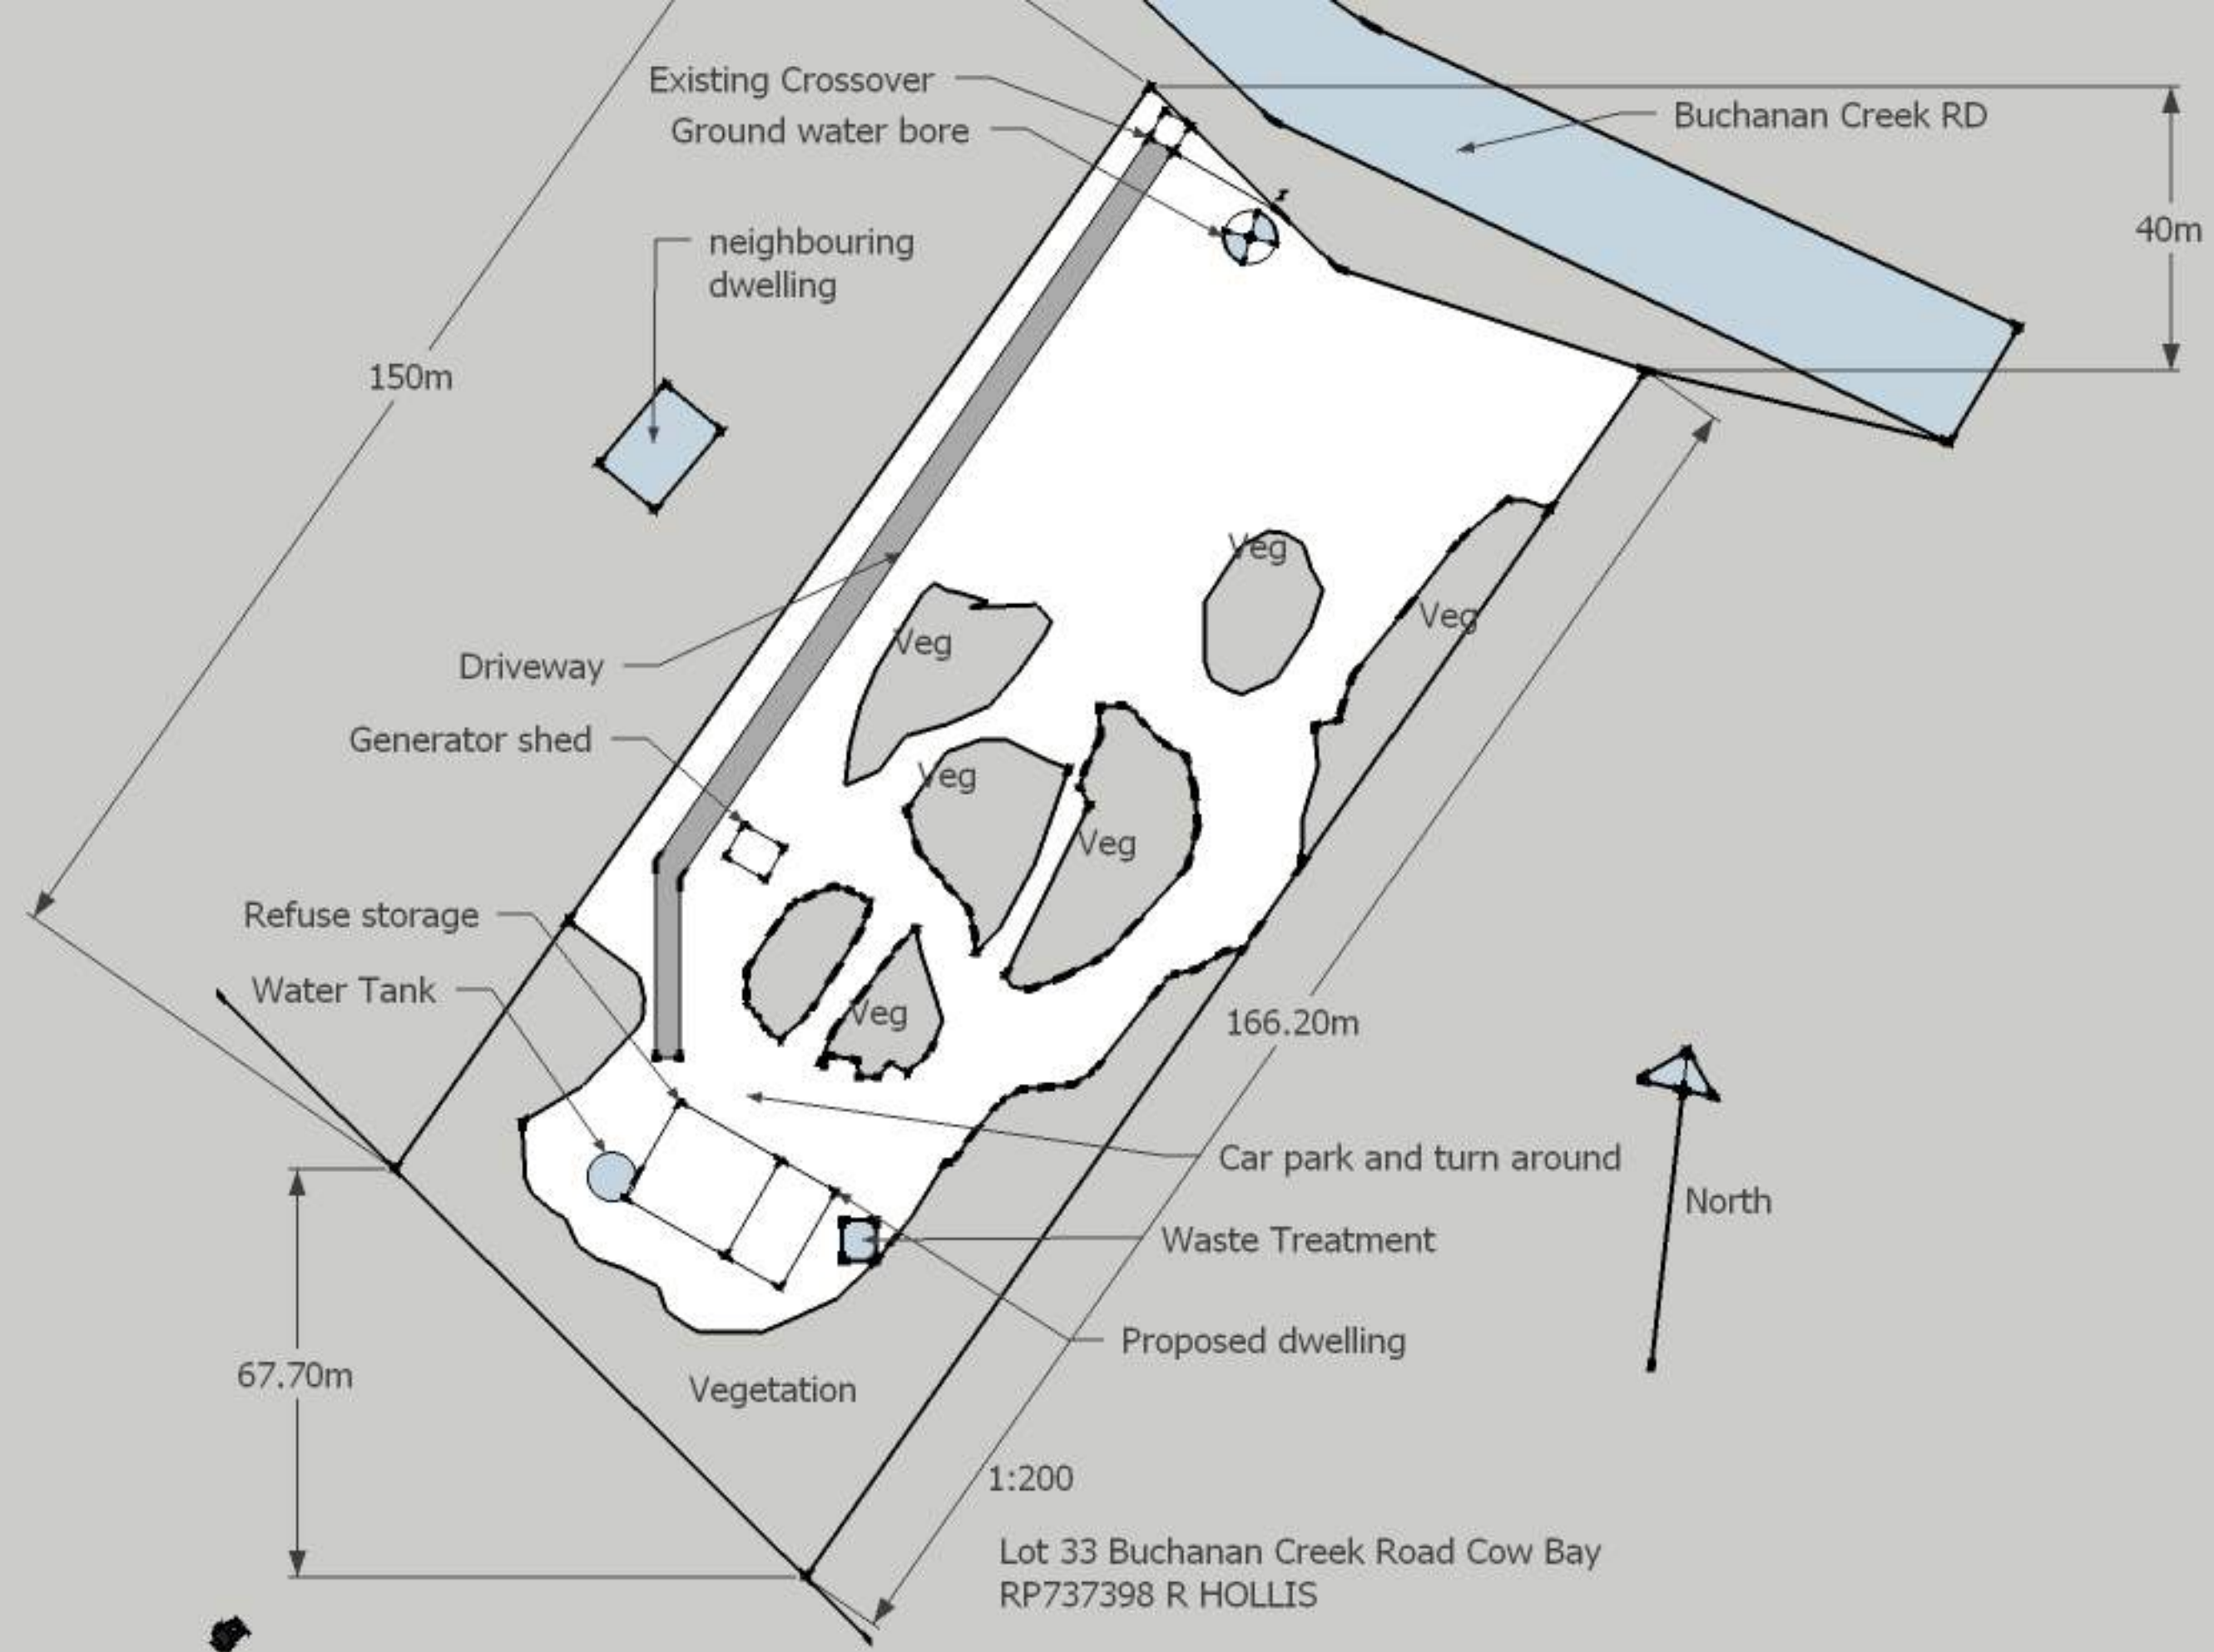 Existing Crossover
Buchanan Creek RD
Ground water bore
40m
neighbouring
dwelling
150m
Veg
Veg
Veg
Driveway
Generator shed
Veg
Veg
Refuse storage
Water Tank
Veg
166.20m
Car park and turn around
North
Waste Treatment
Proposed dwelling
67.70m
Vegetation
1:200
Lot 33 Buchanan Creek Road Cow Bay
RP737398 R HOLLIS